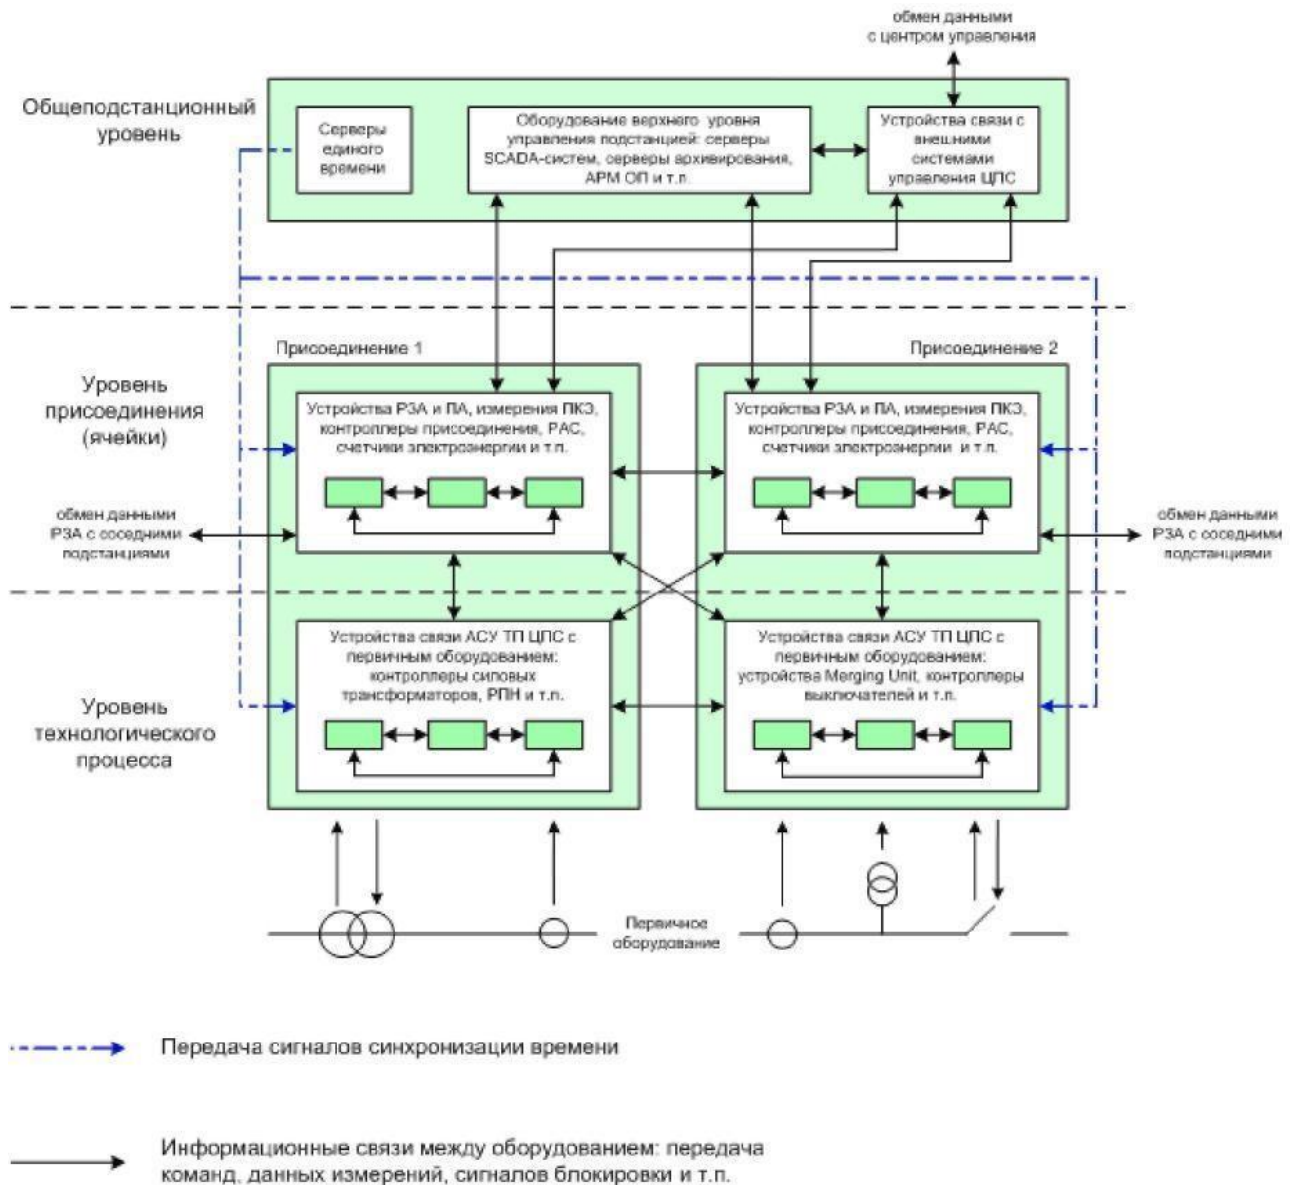 обмен данными
с центром управления
Общеподстанционный
уровень
Серверы
единого
времени
Оборудование верхнего уровня
управления подстанцией: серверы
SCADA-систем, серверы архивирования,
АРМ ОП и т.п.
Устройства связи с
внешними
системами
управления ЦПС
Присоединение 1
Присоединение 2
Уровень
присоединения
(ячейки)
Устройства РЗА и ПА, измерения ПКЭ,
контроллеры присоединения, РАС,
счетчики электроэнергии и т.п.
Устройства РЗА и ПА, измерения ПКЭ,
контроллеры присоединения, РАС,
счетчики электроэнергии и т.п.
обмен данными
РЗА с соседними
подстанциями
обмен данными
РЗА с соседними
подстанциями
Уровень
технологического
процесса
Устройства связи АСУ ТП ЦПС с
первичным оборудованием:
контроллеры силовых
трансформаторов, РПН и т.п.
Устройства связи АСУ ТП ЦПС с
первичным оборудованием:
устройства Merging Unit, контроллеры
выключателей и т.п.
Первичное
оборудование
Передача сигналов синхронизации времени
Информационные связи между оборудованием: передача
команд, данных измерений, сигналов блокировки и т.п.